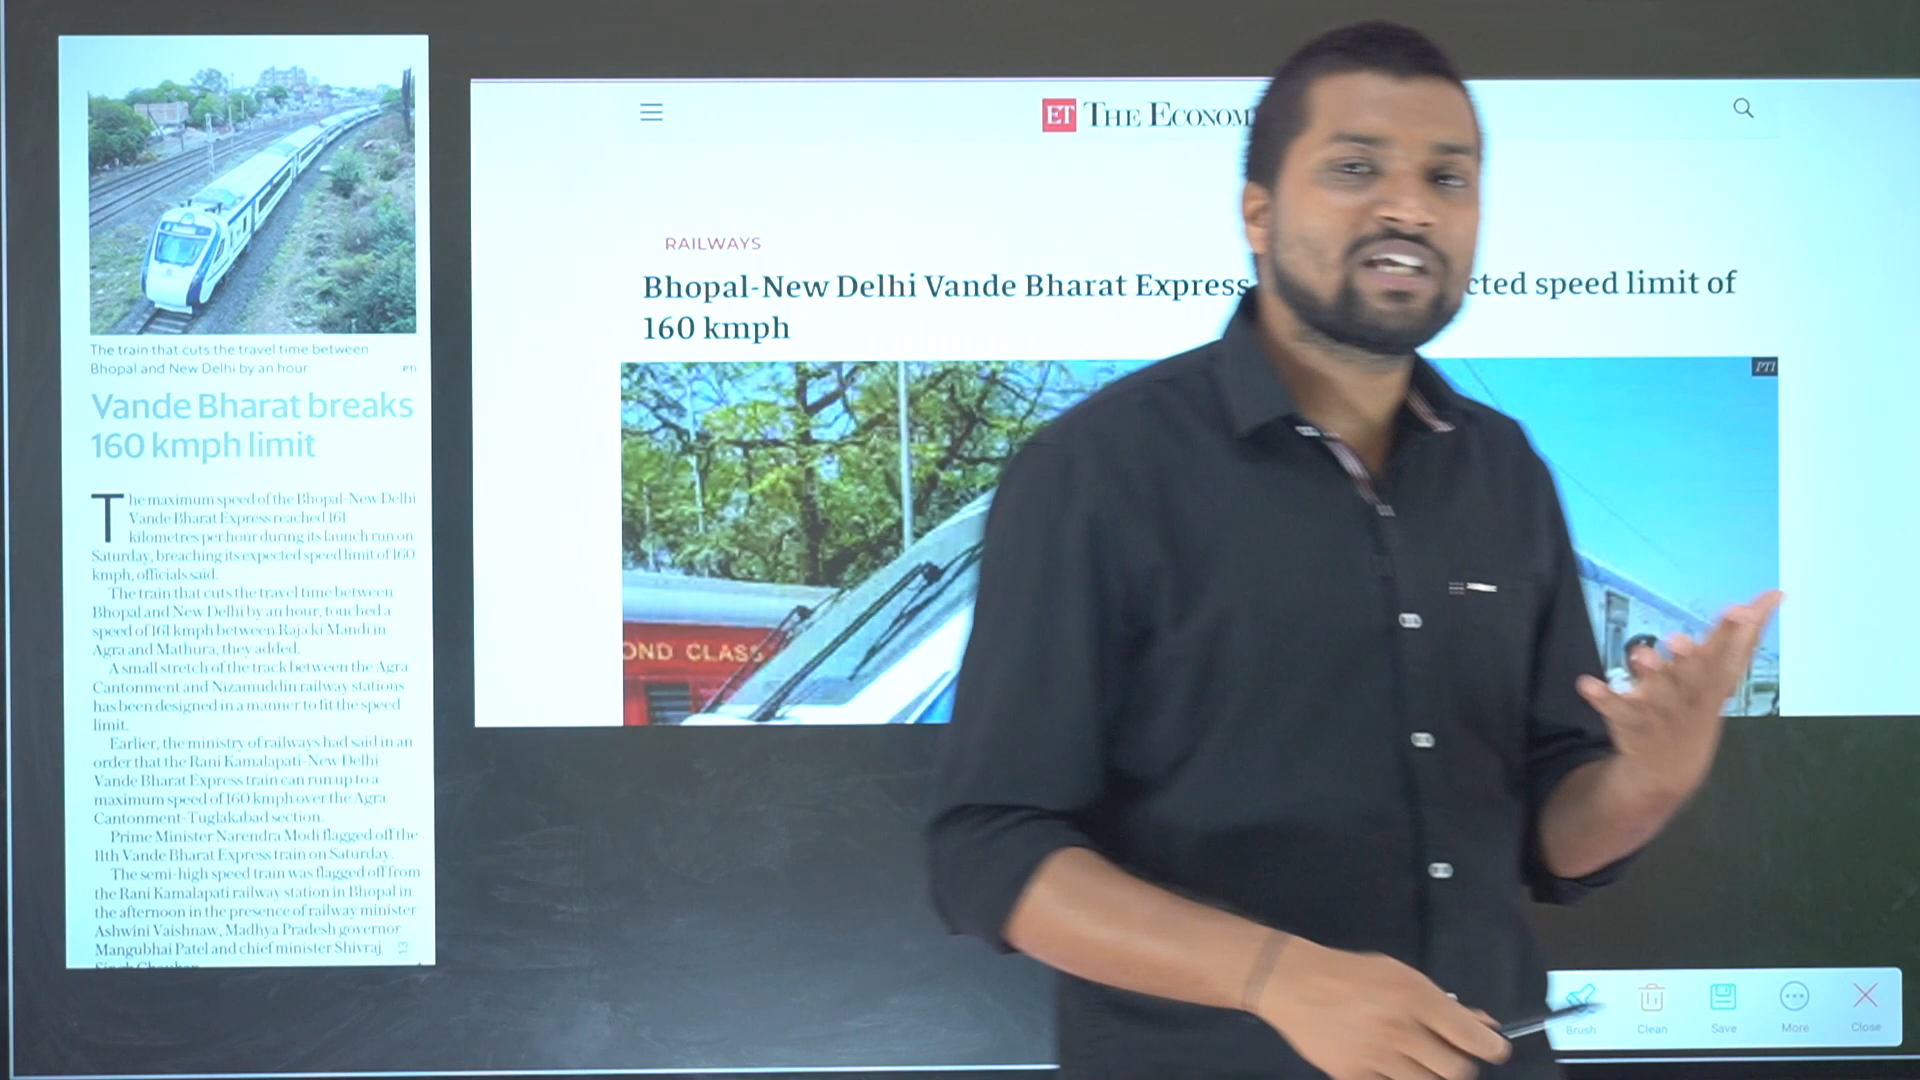 The train that cuts the travel time between
Bhopal and New Delhi by an hour
PTI
Vande Bharat breaks
160 kmph limit
The maximum speed of the Bhopal-New Delhi
Vande Bharat Express reached 161
kilometres per hour during its launch run on
Saturday, breaching its expected speed limit of 160
kmph, officials said.
The train that cuts the travel time between
Bhopal and New Delhi by an hour, touched a
speed of 161 kmph between Raja ki Mandi in
Agra and Mathura, they added.
A small stretch of the track between the Agra
Cantonment and Nizamuddin railway stations
has been designed in a manner to fit the speed
limit.
Earlier, the ministry of railways had said in an
order that the Rani Kamalapati-New Delhi
Vande Bharat Express train can run up to a
maximum speed of 160 kmph over the Agra
Cantonment-Tuglakabad section.
Prime Minister Narendra Modi flagged off the
11th Vande Bharat Express train on Saturday.
The semi-high speed train was flagged off from
the Rani Kamalapati railway station in Bhopal in
the afternoon in the presence of railway minister
Ashwini Vaishnaw, Madhya Pradesh governor
Mangubhai Patel and chief minister Shivraj
13
ET THE ECONOM
RAILWAYS
Bhopal-New Delhi Vande Bharat Express cted speed limit of
160 kmph
PTI
OND CLASS
Brush Clean Save More Close